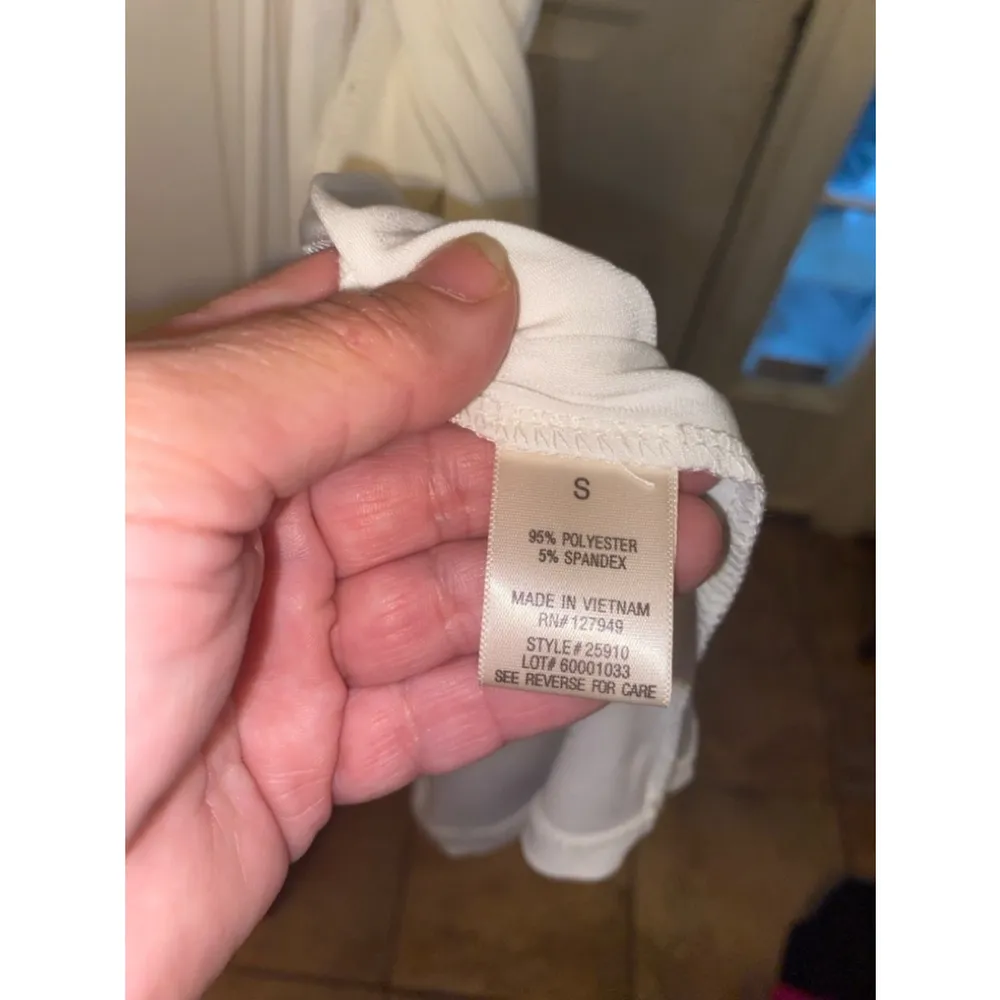 S
95% POLYESTER
5% SPANDEX
MADE IN VIETNAM
RN# 127949
STYLE# 25910
LOT# 60001033
SEE REVERSE FOR CARE